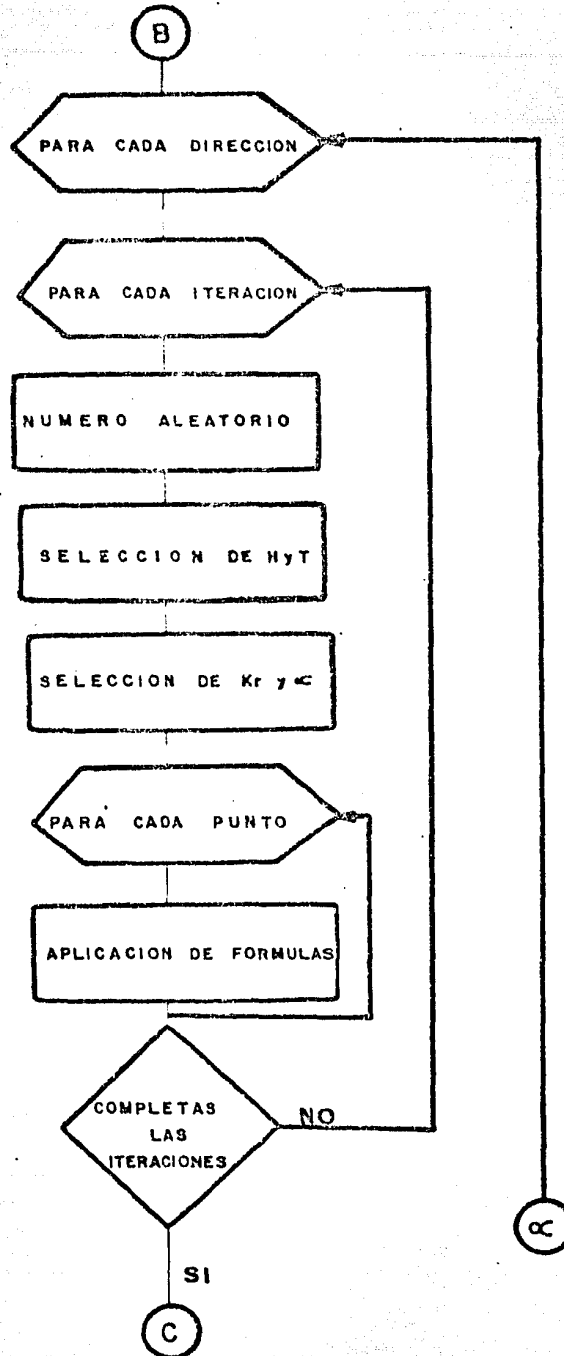 B
PARA CADA DIRECCION
PARA CADA ITERACION
NUMERO ALEATORIO
SELECCION DE HyT
SELECCION DE Kr y ∝
PARA CADA PUNTO
APLICACION DE FORMULAS
COMPLETAS
LAS
ITERACIONES
NO
∝
SI
C